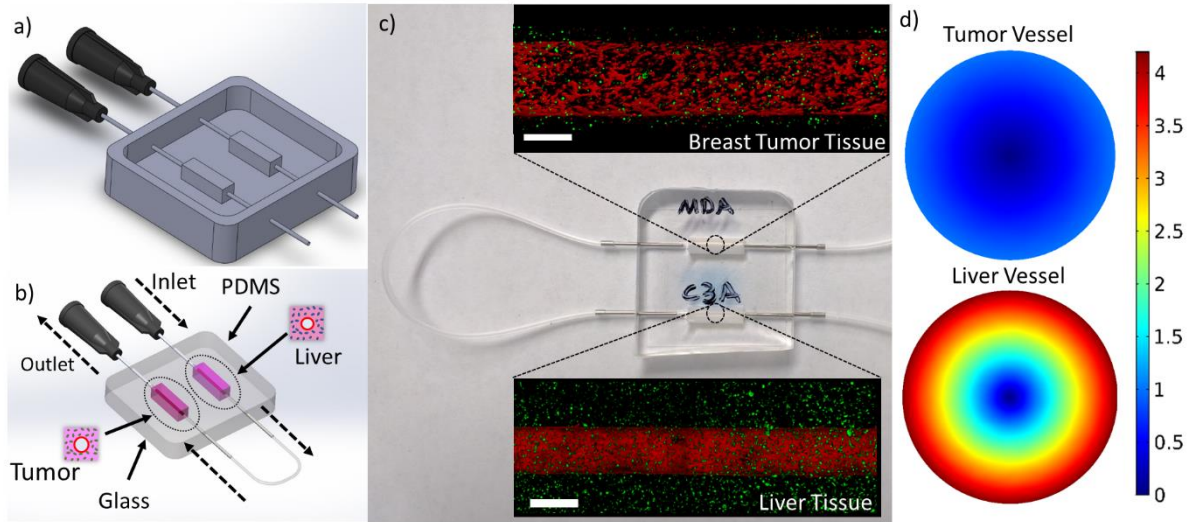 a)
b)
Inlet
PDMS
Outlet
Liver
Tumor
Glass
c)
Breast Tumor Tissue
MDA
C3A
Liver Tissue
d)
Tumor Vessel
Liver Vessel
4
3.5
3
2.5
2
1.5
1
0.5
0